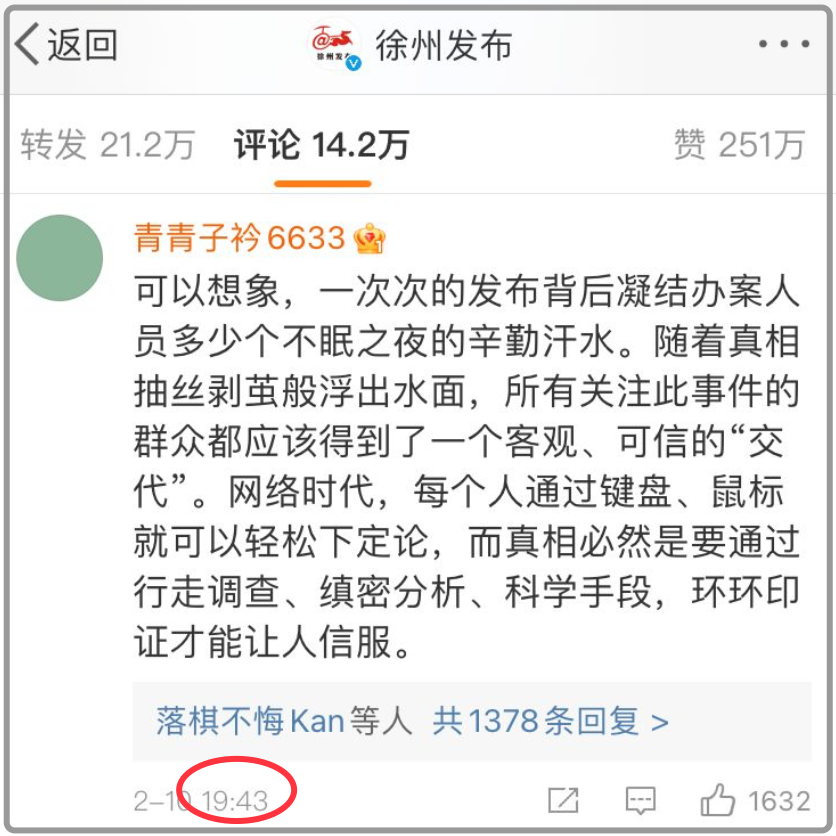 返回
徐州发布
转发 21.2万 评论 14.2万 赞 251万
青青子衿6633
可以想象，一次次的发布背后凝结办案人
员多少个不眠之夜的辛勤汗水。随着真相
抽丝剥茧般浮出水面，所有关注此事件的
群众都应该得到了一个客观、可信的“交
代”。网络时代，每个人通过键盘、鼠标
就可以轻松下定论，而真相必然是要通过
行走调查、缜密分析、科学手段，环环印
证才能让人信服。
落棋不悔Kan等人 共1378条回复 >
2-10 19:43 1632